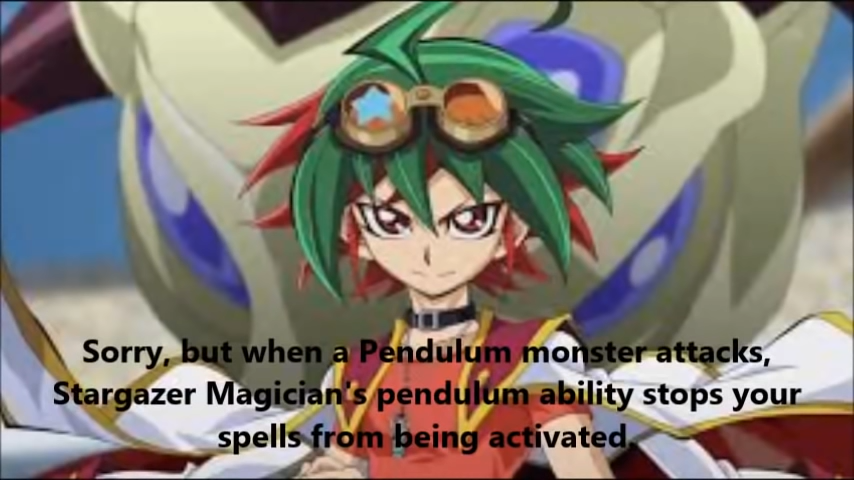 Sorry, but when a Pendulum monster attacks,
Stargazer Magician's pendulum ability stops your
spells from being activated.